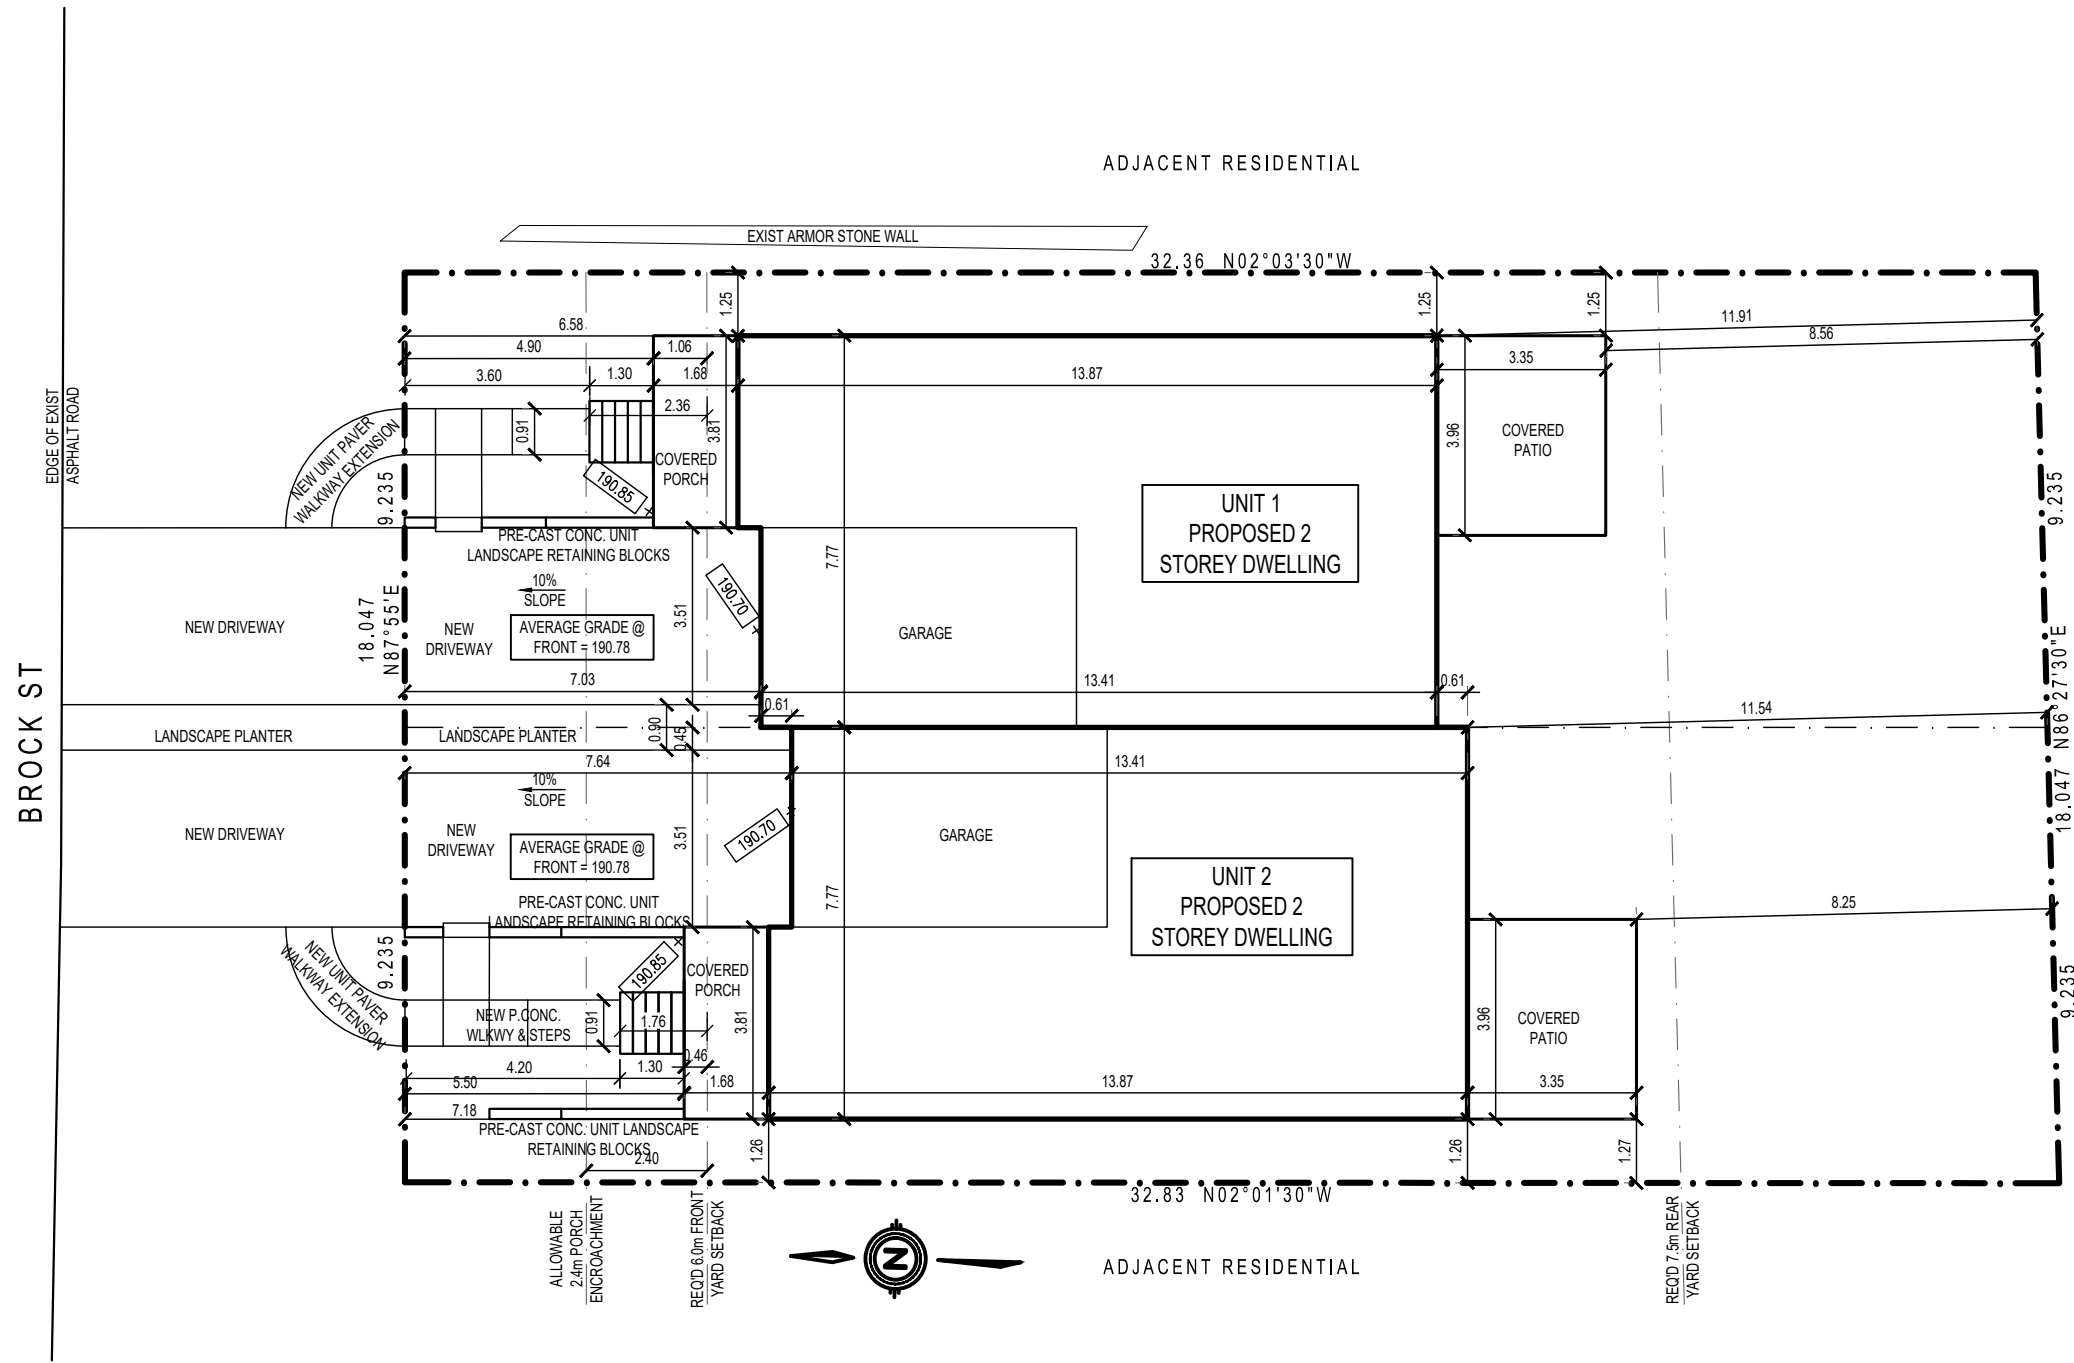 ADJACENT RESIDENTIAL
EXIST ARMOR STONE WALL
32.36 N02°03'30"W
1.25
1.25
1.25
6.58
11.91
8.56
4.90
1.06
3.35
3.60
1.30
1.68
13.87
2.36
0.91
3.81
3.96
EDGE OF EXIST
ASPHALT ROAD
NEW UNIT PAVER
WALKWAY EXTENSION
COVERED
PORCH
COVERED
PATIO
190.85
9.235
9.235
UNIT 1
PROPOSED 2
STOREY DWELLING
PRE-CAST CONC. UNIT
LANDSCAPE RETAINING BLOCKS
7.77
10%
SLOPE
190.70
3.51
18.047
N87°55'E
NEW DRIVEWAY
NEW
DRIVEWAY
AVERAGE GRADE @
FRONT = 190.78
GARAGE
N86°27'30"E
18.047
7.03
13.41
0.61
0.61
11.54
BROCK ST
LANDSCAPE PLANTER
LANDSCAPE PLANTER
0.90
0.45
7.64
13.41
10%
SLOPE
NEW DRIVEWAY
NEW
DRIVEWAY
AVERAGE GRADE @
FRONT = 190.78
3.51
190.70
GARAGE
7.77
UNIT 2
PROPOSED 2
STOREY DWELLING
8.25
PRE-CAST CONC. UNIT
LANDSCAPE RETAINING BLOCKS
9.235
9.235
NEW UNIT PAVER
WALKWAY EXTENSION
190.85
COVERED
PORCH
NEW P.CONC.
WLKWY & STEPS
0.91
1.76
3.81
3.96
COVERED
PATIO
0.46
4.20
1.30
5.50
1.68
13.87
3.35
7.18
PRE-CAST CONC. UNIT LANDSCAPE
RETAINING BLOCKS
2.40
1.26
1.26
1.27
32.83 N02°01'30"W
ALLOWABLE
2.4m PORCH
ENCROACHMENT
REQ'D 6.0m FRONT
YARD SETBACK
N
ADJACENT RESIDENTIAL
REQ'D 7.5m REAR
YARD SETBACK